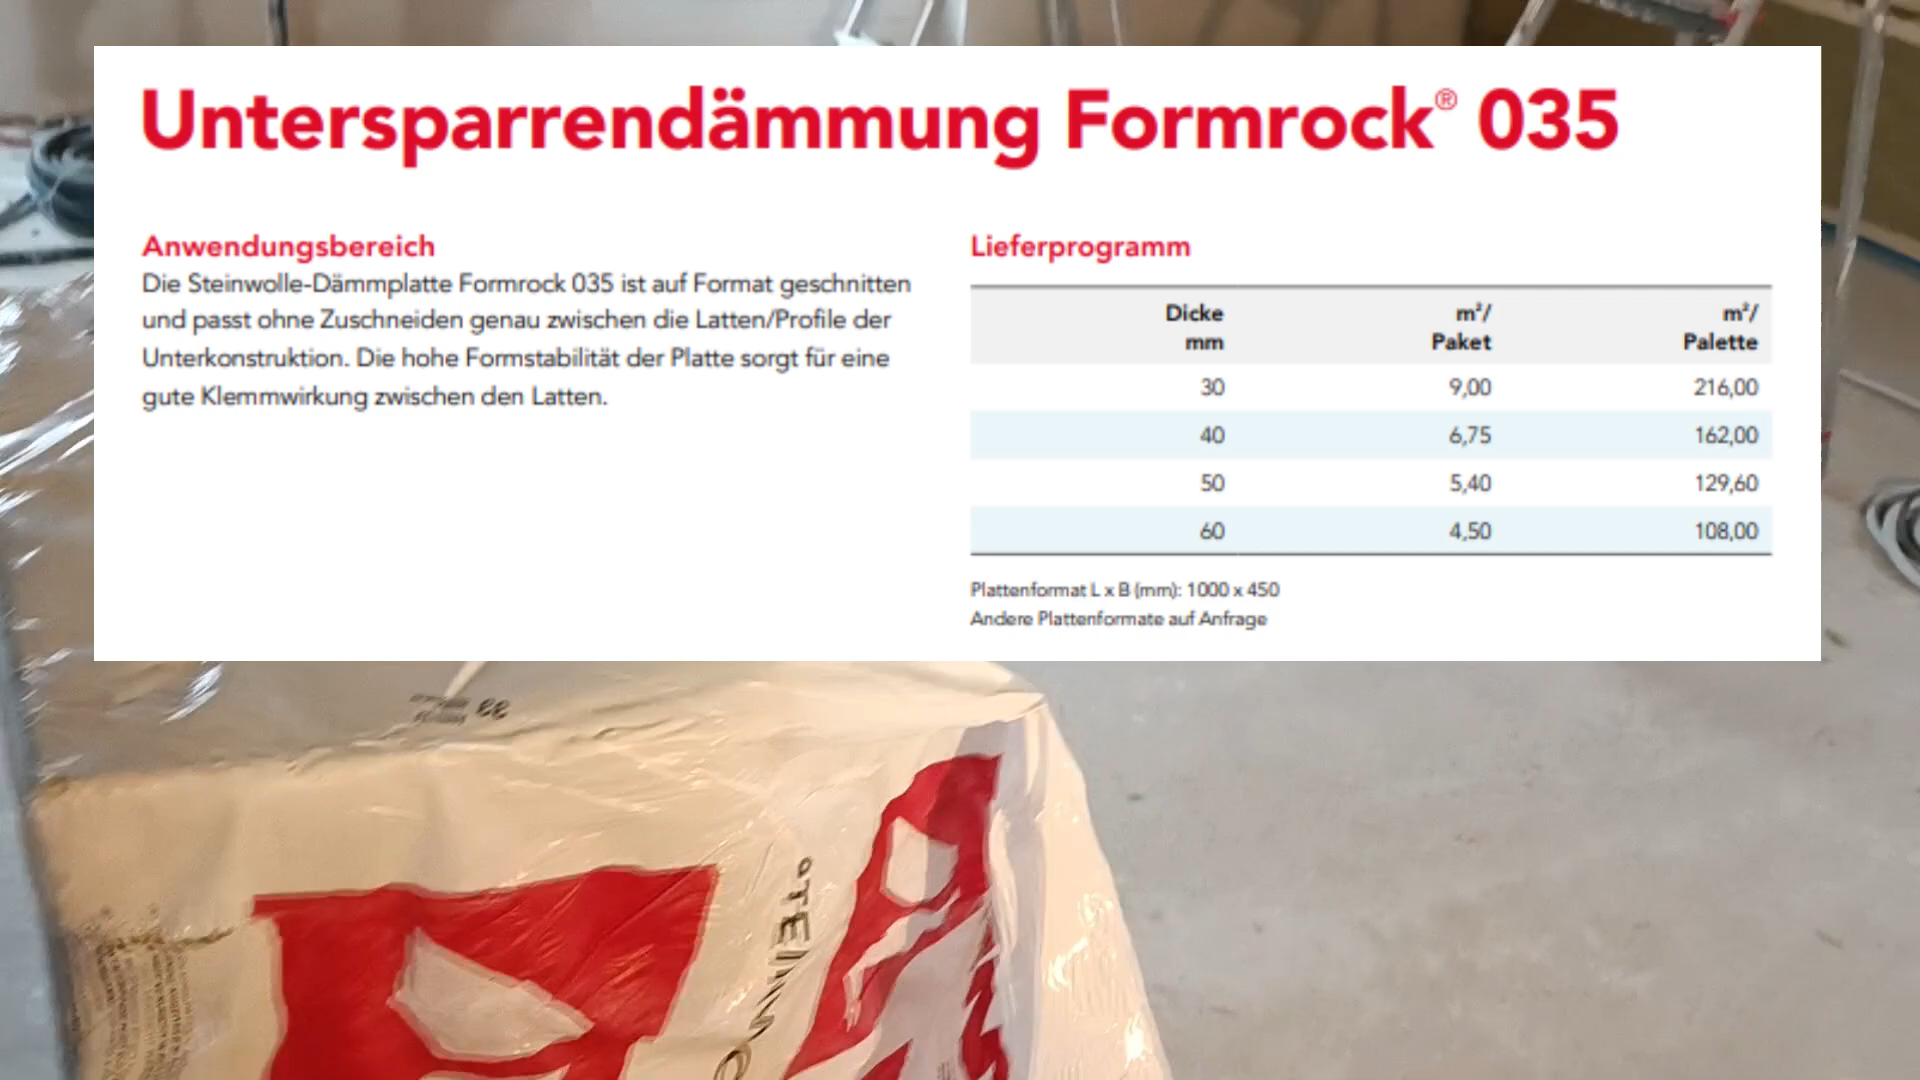 Untersparrendämmung Formrock® 035
Anwendungsbereich
Die Steinwolle-Dämmplatte Formrock 035 ist auf Format geschnitten
und passt ohne Zuschneiden genau zwischen die Latten/Profile der
Unterkonstruktion. Die hohe Formstabilität der Platte sorgt für eine
gute Klemmwirkung zwischen den Latten.
Lieferprogramm
Dicke mm m²/ Paket m²/ Palette
30 9,00 216,00
40 6,75 162,00
50 5,40 129,60
60 4,50 108,00
Plattenformat L x B (mm): 1000 x 450
Andere Plattenformate auf Anfrage